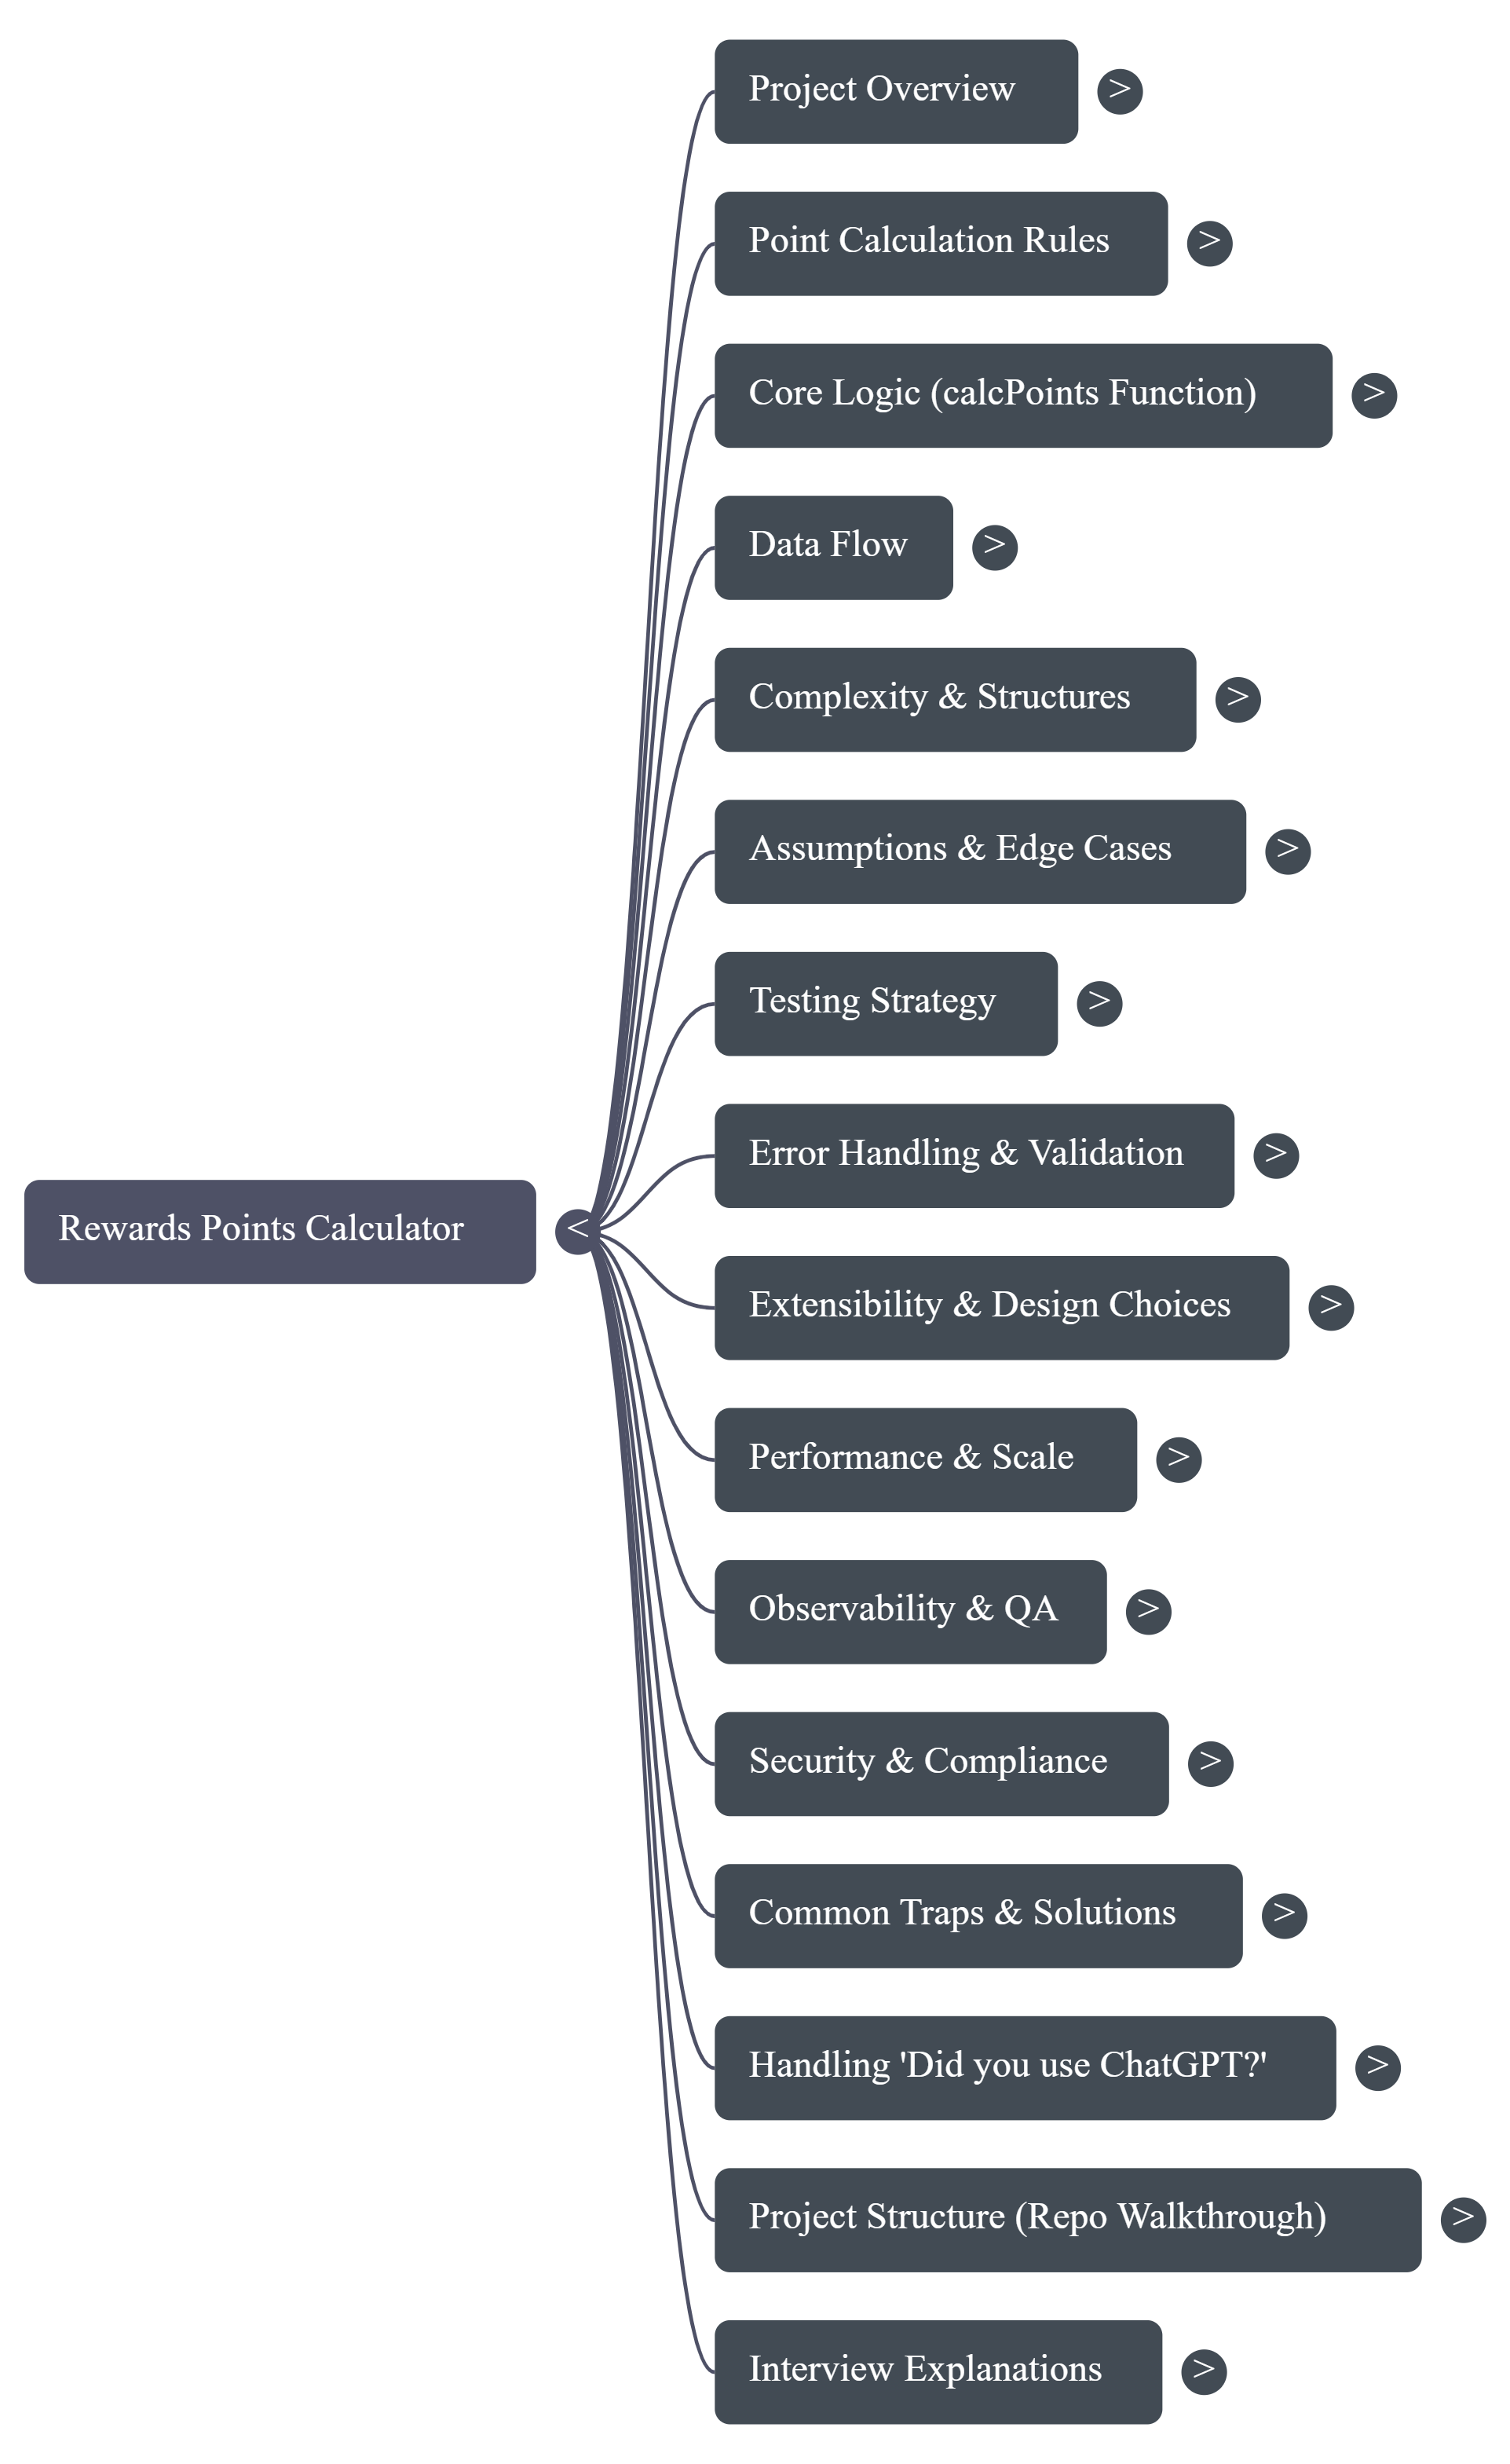 Project Overview
>
Point Calculation Rules
>
Core Logic (calcPoints Function)
>
Data Flow
>
Complexity & Structures
>
Assumptions & Edge Cases
>
Testing Strategy
>
Error Handling & Validation
>
Rewards Points Calculator
<
Extensibility & Design Choices
>
Performance & Scale
>
Observability & QA
>
Security & Compliance
>
Common Traps & Solutions
>
Handling 'Did you use ChatGPT?'
>
Project Structure (Repo Walkthrough)
>
Interview Explanations
>